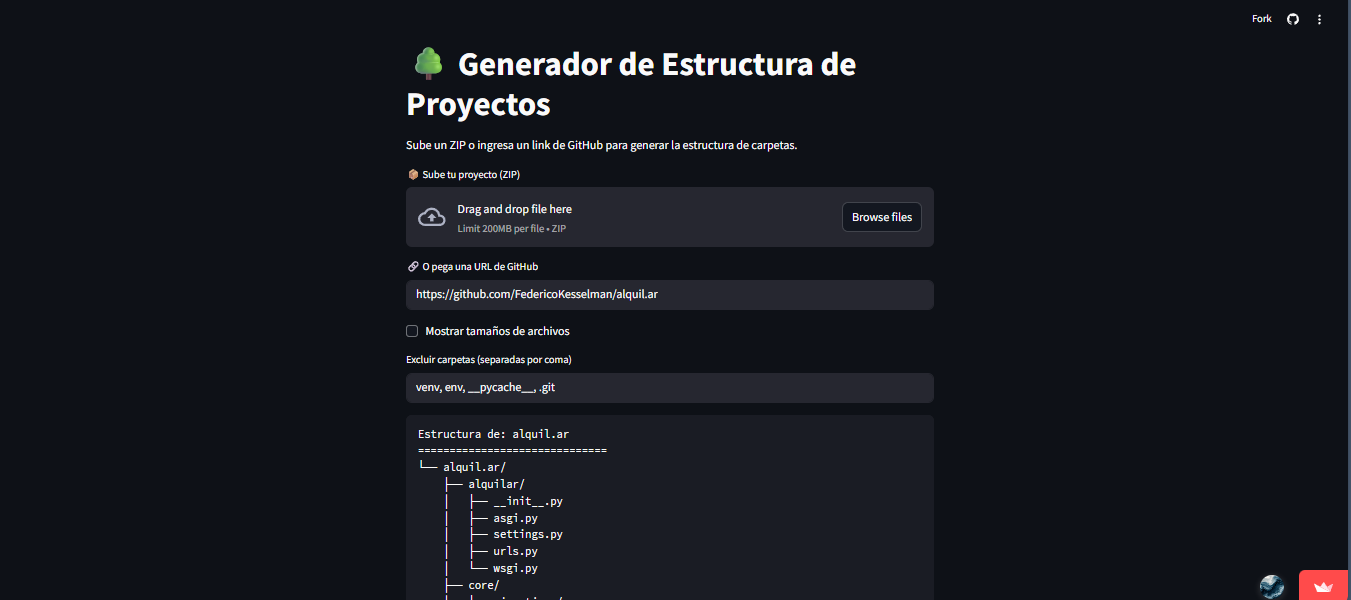 Fork
Generador de Estructura de
Proyectos
Sube un ZIP o ingresa un link de GitHub para generar la estructura de carpetas.
Sube tu proyecto (ZIP)
Drag and drop file here
Limit 200MB per file • ZIP
Browse files
O pega una URL de GitHub
https://github.com/FedericoKesselman/alquil.ar
Mostrar tamaños de archivos
Excluir carpetas (separadas por coma)
venv, env, __pycache__, .git
Estructura de: alquil.ar
==============================
└── alquil.ar/
    ├── alquilar/
    │   ├── __init__.py
    │   ├── asgi.py
    │   ├── settings.py
    │   ├── urls.py
    │   └── wsgi.py
    ├── core/